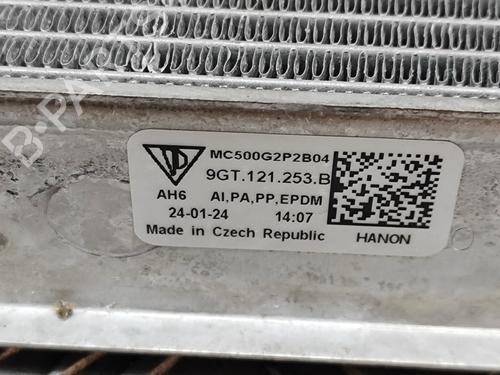 B-PARTS
MC500G2P2B04
9GT.121.253.B
AH6 AI,PA,PP,EPDM
24-01-24 14:07
Made in Czech Republic HANON